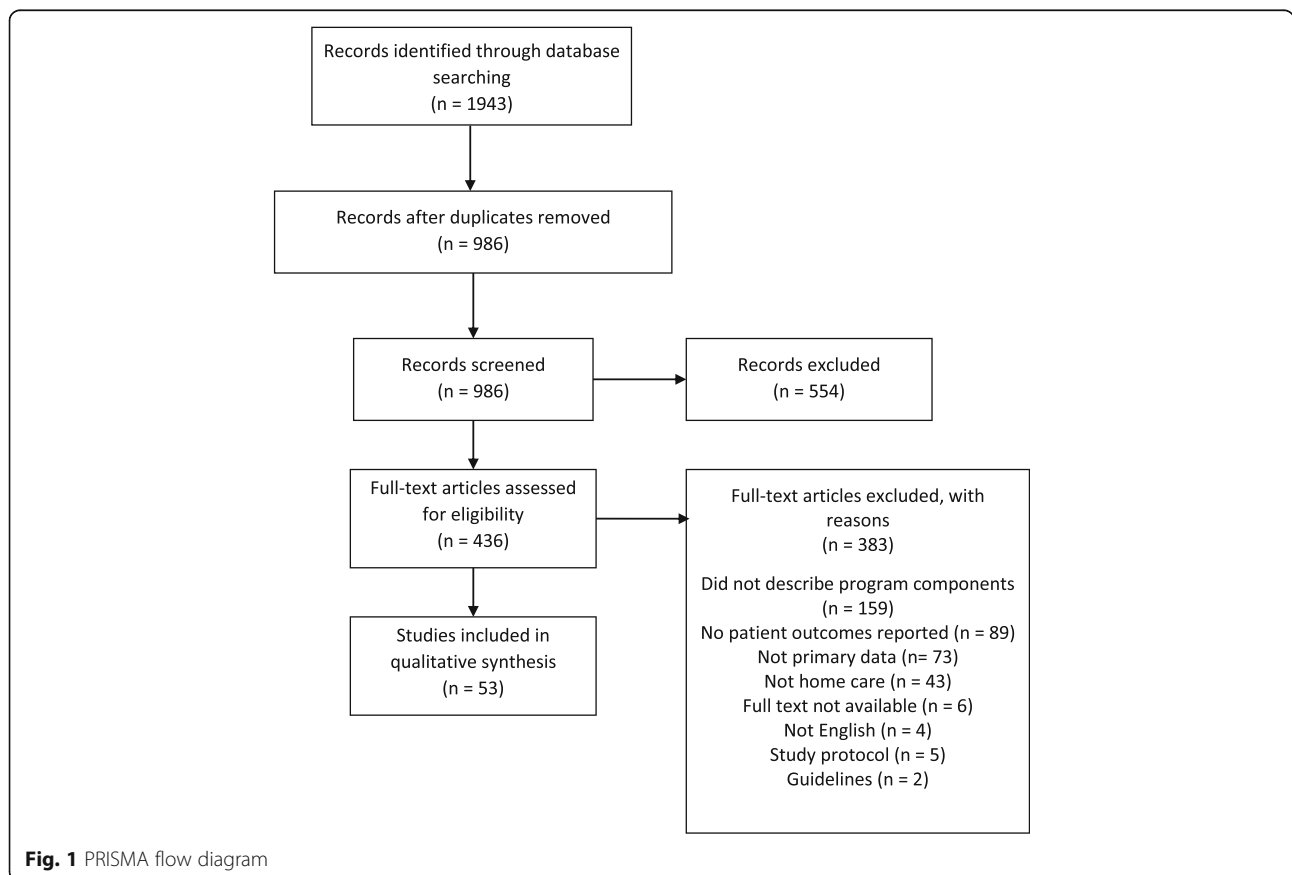 Records identified through database
searching
(n = 1943)
Records after duplicates removed
(n = 986)
Records screened
(n = 986)
Records excluded
(n = 554)
Full-text articles assessed
for eligibility
(n = 436)
Full-text articles excluded, with
reasons
(n = 383)
Did not describe program components
(n = 159)
No patient outcomes reported (n = 89)
Not primary data (n= 73)
Not home care (n = 43)
Full text not available (n = 6)
Not English (n = 4)
Study protocol (n = 5)
Guidelines (n = 2)
Studies included in
qualitative synthesis
(n = 53)
Fig. 1 PRISMA flow diagram